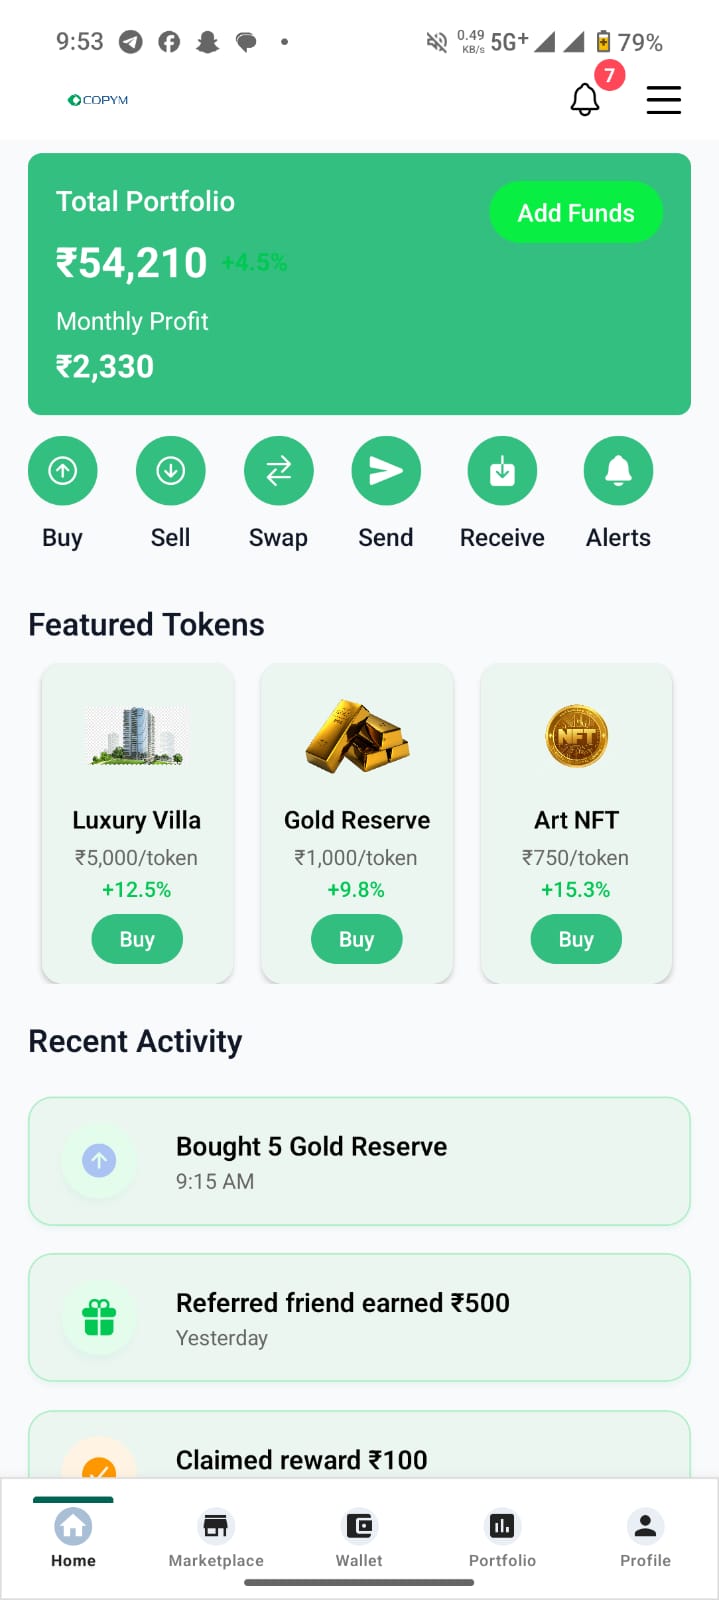 9:53
0.49 KB/s 5G+ 79%
COPYM
7
Total Portfolio
Add Funds
₹54,210 +4.5%
Monthly Profit
₹2,330
Buy Sell Swap Send Receive Alerts
Featured Tokens
Luxury Villa
₹5,000/token
+12.5%
Buy
Gold Reserve
₹1,000/token
+9.8%
Buy
NFT
Art NFT
₹750/token
+15.3%
Buy
Recent Activity
Bought 5 Gold Reserve
9:15 AM
Referred friend earned ₹500
Yesterday
Claimed reward ₹100
Home Marketplace Wallet Portfolio Profile